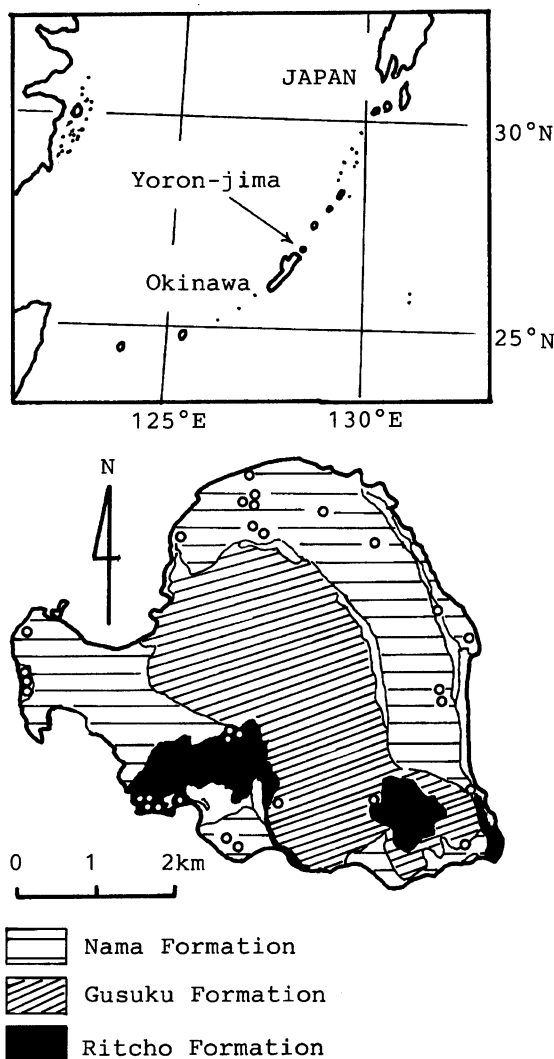 JAPAN
30°N
Yoron-jima
Okinawa
25°N
125°E
130°E
N
0 1 2km
Nama Formation
Gusuku Formation
Ritcho Formation